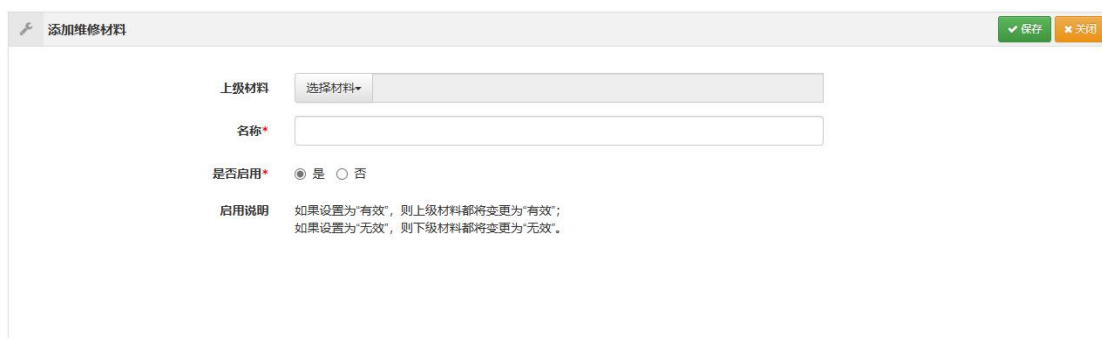 添加维修材料
保存 关闭
上级材料 选择材料
名称*
是否启用* 是 否
启用说明 如果设置为“有效”，则上级材料都将变更为“有效”；
如果设置为“无效”，则下级材料都将变更为“无效”。